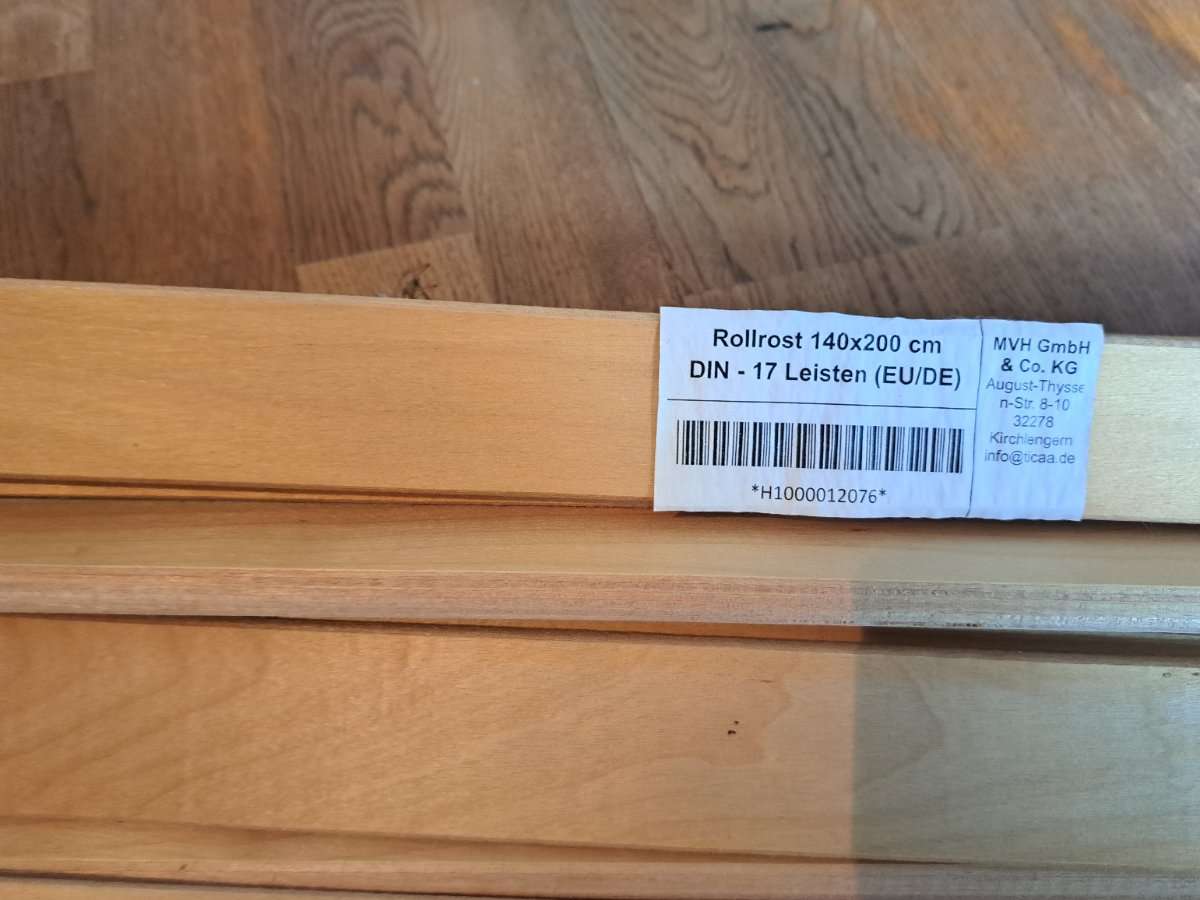 Rollrost 140x200 cm
DIN - 17 Leisten (EU/DE)
*H1000012076*
MVH GmbH
& Co. KG
August-Thysse
n-Str. 8-10
32278
Kirchlengern
info@ticaa.de